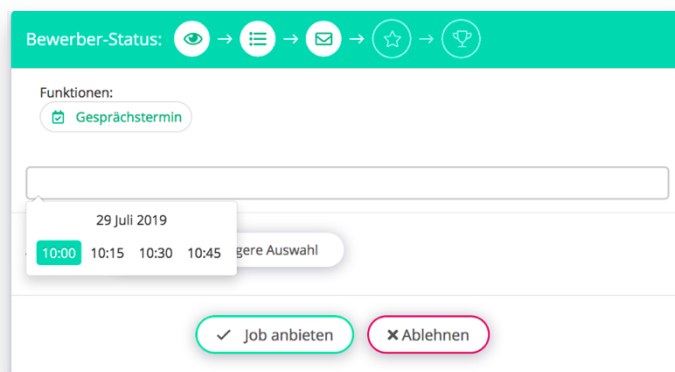 Bewerber-Status:
Funktionen:
Gesprächstermin
29 Juli 2019
10:00 10:15 10:30 10:45
gere Auswahl
Job anbieten
Ablehnen